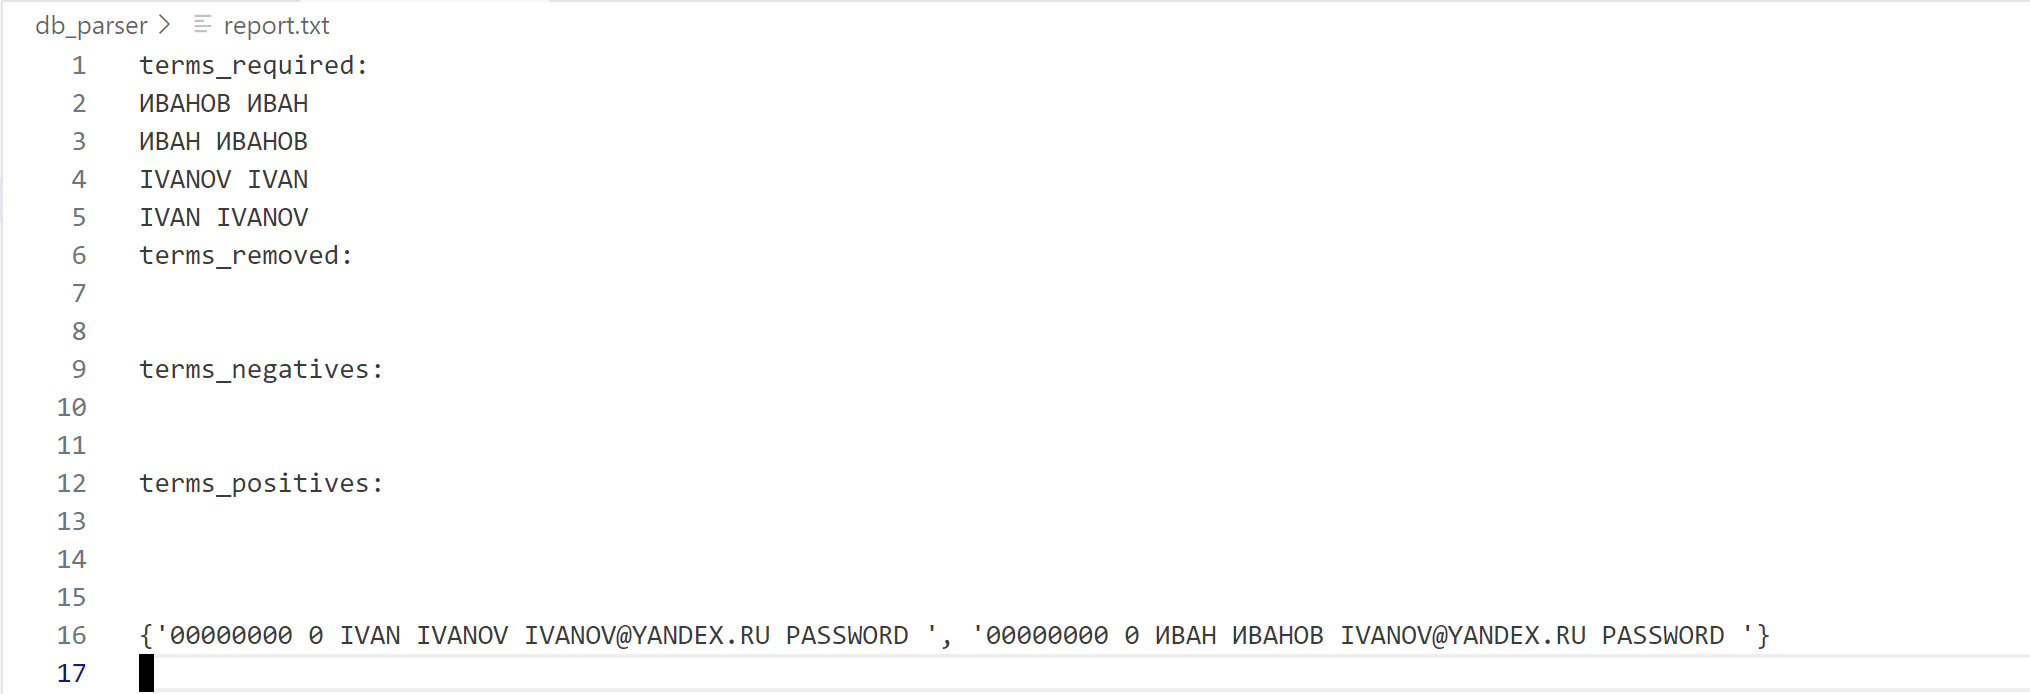 db_parser > report.txt
1 terms_required:
2 ИВАНОВ ИВАН
3 ИВАН ИВАНОВ
4 IVANOV IVAN
5 IVAN IVANOV
6 terms_removed:
7
8
9 terms_negatives:
10
11
12 terms_positives:
13
14
15
16 {'00000000 0 IVAN IVANOV IVANOV@YANDEX.RU PASSWORD ', '00000000 0 ИВАН ИВАНОВ IVANOV@YANDEX.RU PASSWORD '}
17